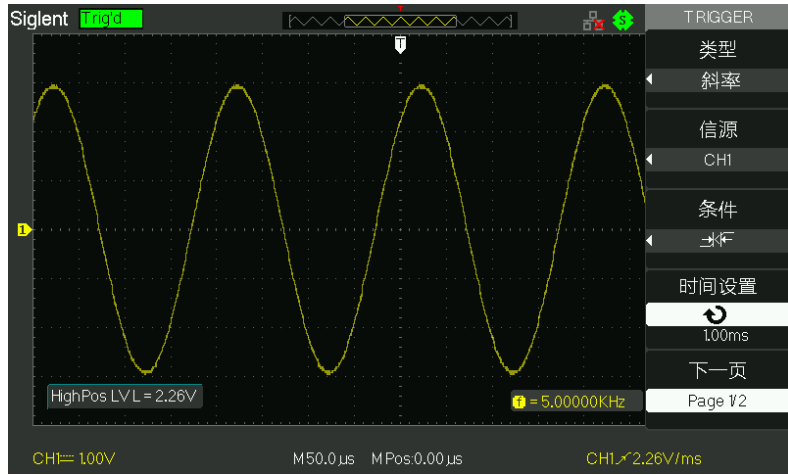 Siglent Trig'd
T
T
S
TRIGGER
类型
斜率
信源
CH1
条件
时间设置
1.00ms
下一页
Page 1/2
1
HighPos LVL = 2.26V
f = 5.00000KHz
CH1 1.00V
M 50.0μs M Pos:0.00μs
CH1 2.26V/ms